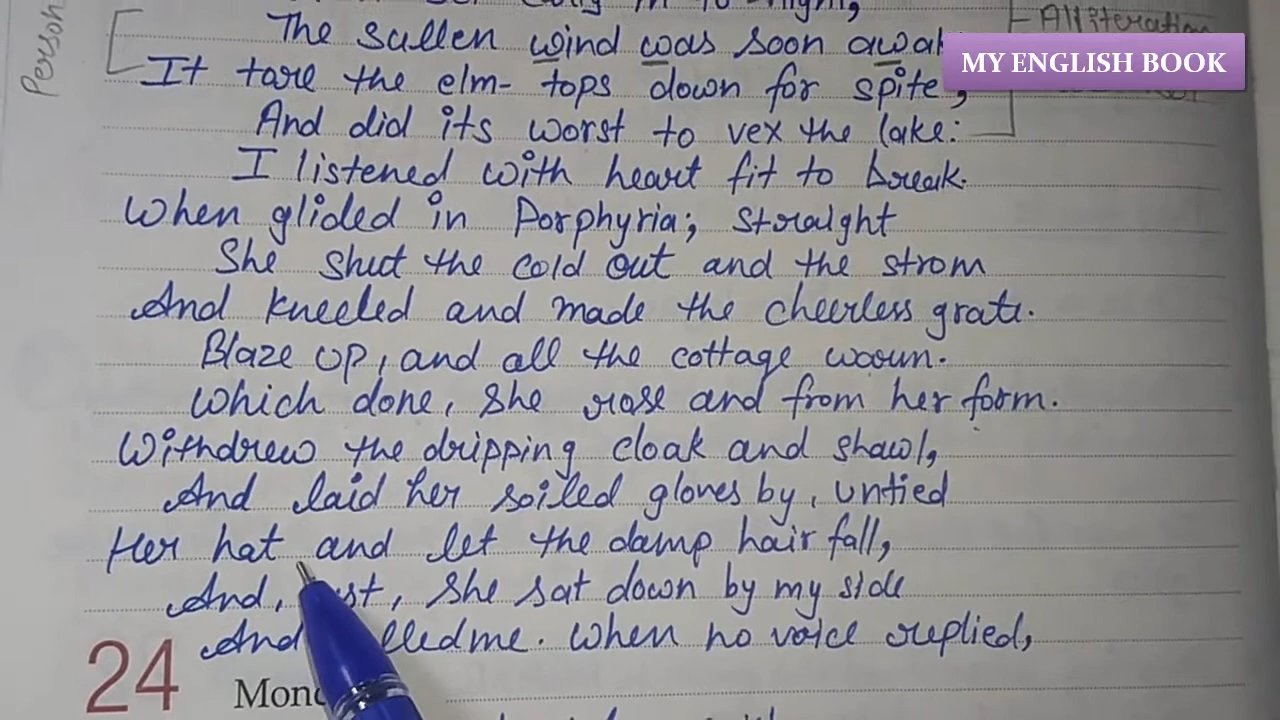 The sullen wind was soon
Alliteration
Person
MY ENGLISH BOOK
It tore the elm- tops down for spite,
And did its worst to vex the lake:
I listened with heart fit to break.
When glided in Porphyria; straight
She shut the cold out and the strom
And kneeled and made the cheerless grate.
Blaze up, and all the cottage warm.
Which done, she rose and from her form.
Withdrew the dripping cloak and shawl,
And laid her soiled gloves by, untied
Her hat and let the damp hair fall,
And, she sat down by my side
And me. When no voice replied,
24